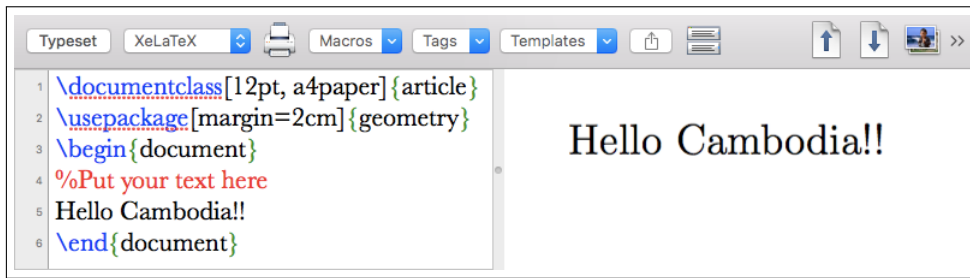 Typeset XeLaTeX Macros Tags Templates >>
1 \documentclass[12pt, a4paper]{article}
2 \usepackage[margin=2cm]{geometry}
3 \begin{document}
4 %Put your text here
5 Hello Cambodia!!
6 \end{document}
Hello Cambodia!!